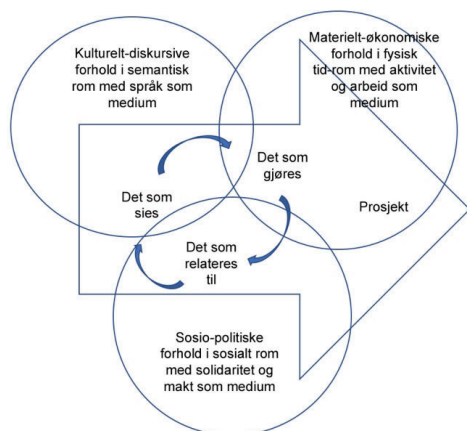 Kulturelt-diskursive
forhold i semantisk
rom med språk som
medium
Materielt-økonomiske
forhold i fysisk
tid-rom med aktivitet
og arbeid som
medium
Det som
gjøres
Det som
sies
Prosjekt
Det som
relateres
til
Sosio-politiske
forhold i sosialt rom
med solidaritet og
makt som medium